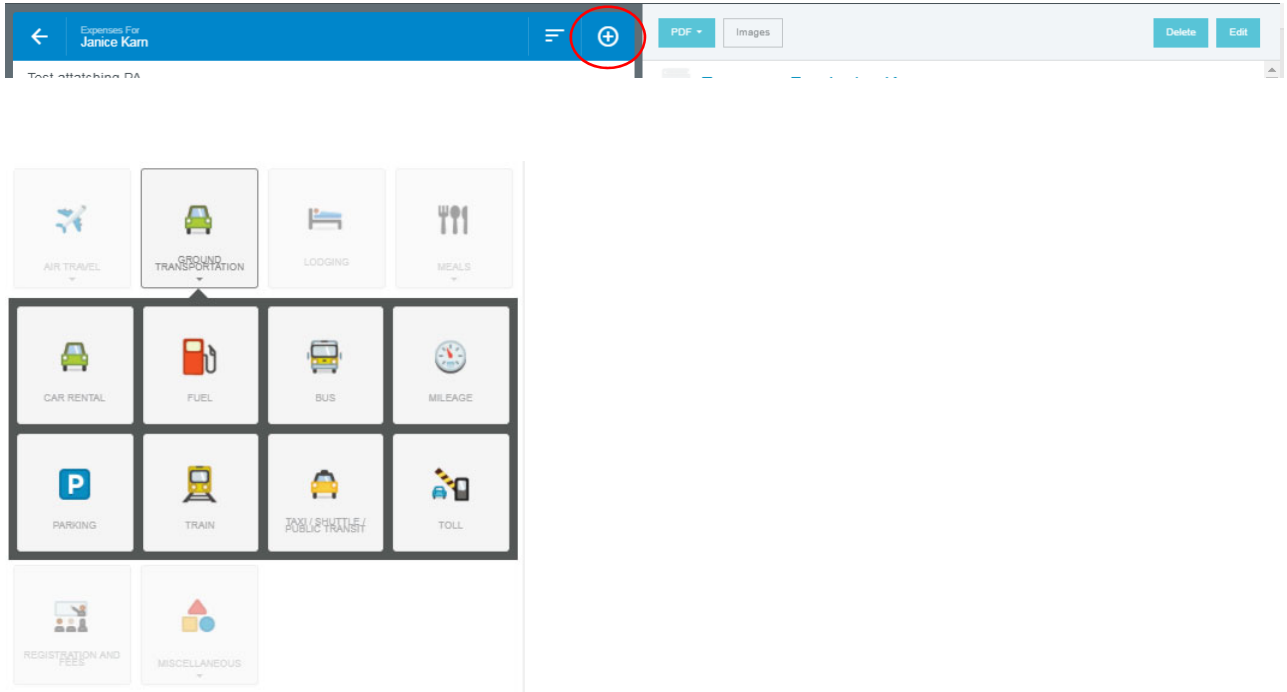 Expenses For
Janice Karn
PDF
Images
Delete
Edit
Test attatching PA
AIR TRAVEL
GROUND
TRANSPORTATION
LODGING
MEALS
CAR RENTAL
FUEL
BUS
MILEAGE
P
PARKING
TRAIN
TAXI / SHUTTLE /
PUBLIC TRANSIT
TOLL
REGISTRATION AND
FEES
MISCELLANEOUS